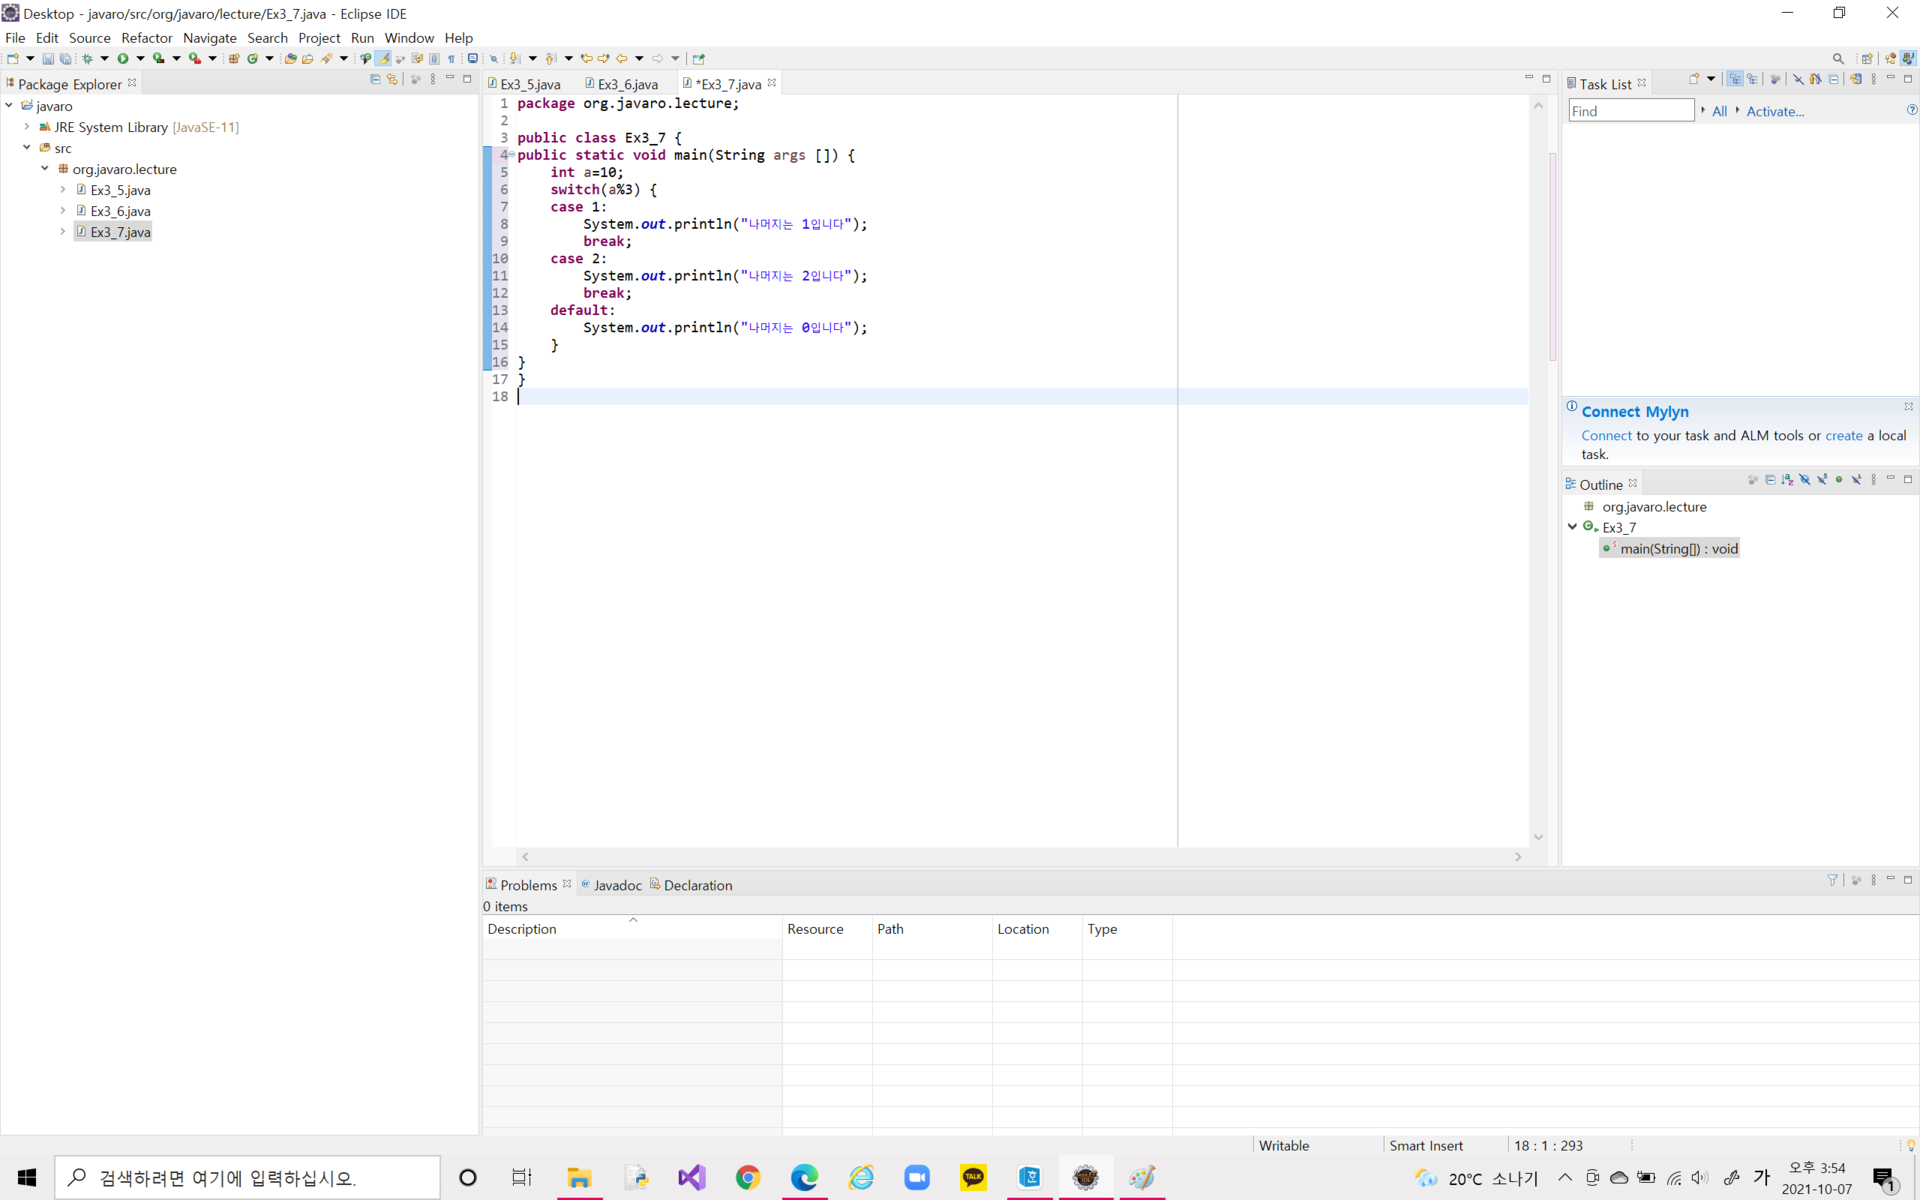 Desktop - javaro/src/org/javaro/lecture/Ex3_7.java - Eclipse IDE
File Edit Source Refactor Navigate Search Project Run Window Help
Package Explorer
javaro
JRE System Library [JavaSE-11]
src
org.javaro.lecture
Ex3_5.java
Ex3_6.java
Ex3_7.java
Ex3_5.java Ex3_6.java *Ex3_7.java
1 package org.javaro.lecture;
2
3 public class Ex3_7 {
4 public static void main(String args []) {
5 int a=10;
6 switch(a%3) {
7 case 1:
8 System.out.println("나머지는 1입니다");
9 break;
10 case 2:
11 System.out.println("나머지는 2입니다");
12 break;
13 default:
14 System.out.println("나머지는 0입니다");
15 }
16 }
17 }
18
Task List
Find All Activate...
Connect Mylyn
Connect to your task and ALM tools or create a local
task.
Outline
org.javaro.lecture
Ex3_7
main(String[]) : void
Problems Javadoc Declaration
0 items
Description Resource Path Location Type
Writable Smart Insert 18 : 1 : 293
검색하려면 여기에 입력하십시오.
TALK
20°C 소나기
가
오후 3:54
2021-10-07
1